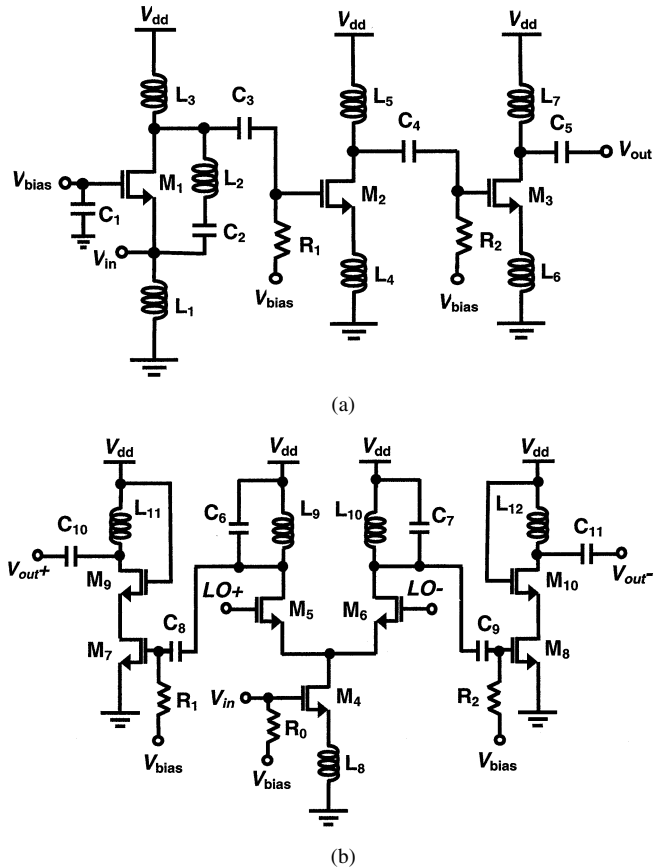 Vdd Vdd Vdd
L3 L5 L7
C3 C4 C5
Vbias M1 L2 M2 M3 Vout
C1 C2 R1 R2
Vin
L1 L4 L6
Vbias Vbias
(a)
Vdd Vdd Vdd Vdd
L11 C6 L9 L10 C7 L12
C10 C11
Vout+ Vout-
M9 LO+ M5 M6 LO- M10
M7 C8 C9 M8
Vin M4
R1 R0 R2
Vbias Vbias L8 Vbias
(b)